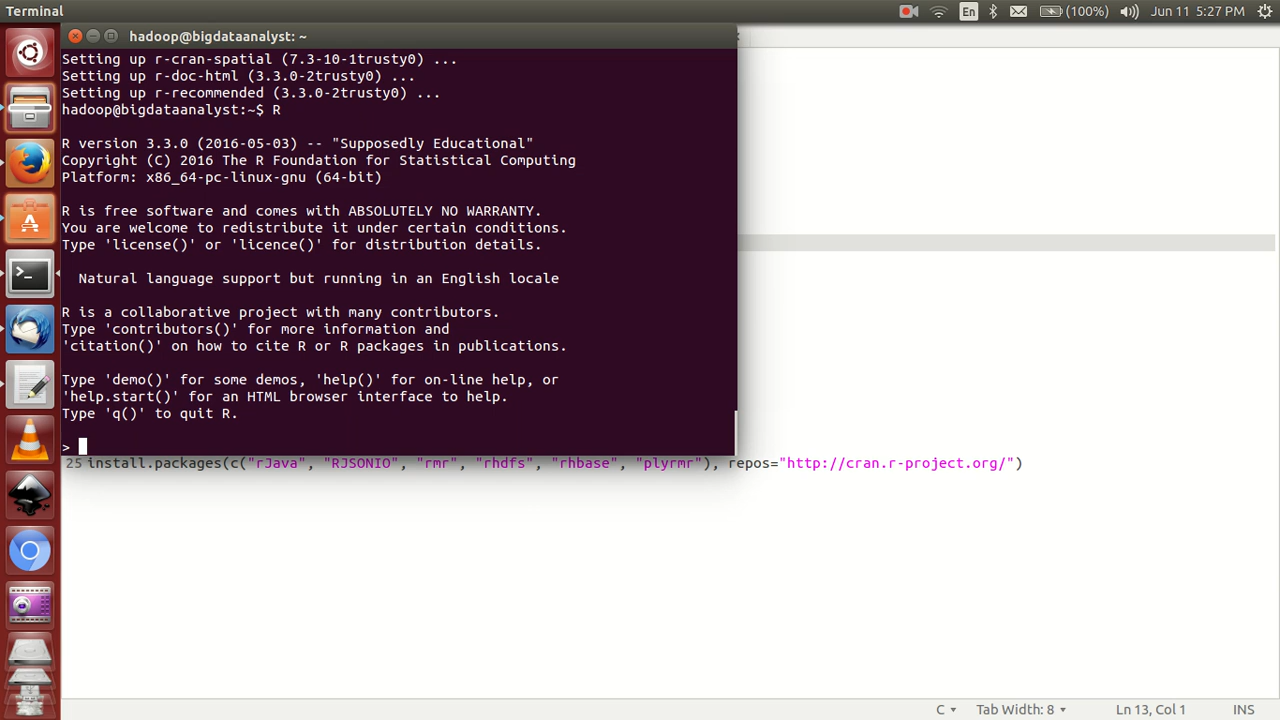 Terminal
En
(100%)
Jun 11 5:27 PM
hadoop@bigdataanalyst: ~
Setting up r-cran-spatial (7.3-10-1trusty0) ...
Setting up r-doc-html (3.3.0-2trusty0) ...
Setting up r-recommended (3.3.0-2trusty0) ...
hadoop@bigdataanalyst:~$ R
R version 3.3.0 (2016-05-03) -- "Supposedly Educational"
Copyright (C) 2016 The R Foundation for Statistical Computing
Platform: x86_64-pc-linux-gnu (64-bit)
R is free software and comes with ABSOLUTELY NO WARRANTY.
You are welcome to redistribute it under certain conditions.
Type 'license()' or 'licence()' for distribution details.
Natural language support but running in an English locale
R is a collaborative project with many contributors.
Type 'contributors()' for more information and
'citation()' on how to cite R or R packages in publications.
Type 'demo()' for some demos, 'help()' for on-line help, or
'help.start()' for an HTML browser interface to help.
Type 'q()' to quit R.
>
25 install.packages(c("rJava", "RJSONIO", "rmr", "rhdfs", "rhbase", "plyrmr"), repos="http://cran.r-project.org/")
C
Tab Width: 8
Ln 13, Col 1
INS